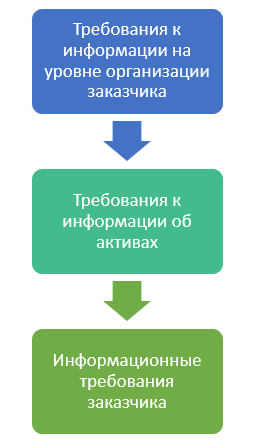 Требования к
информации на
уровне организации
заказчика
Требования к
информации об
активах
Информационные
требования
заказчика